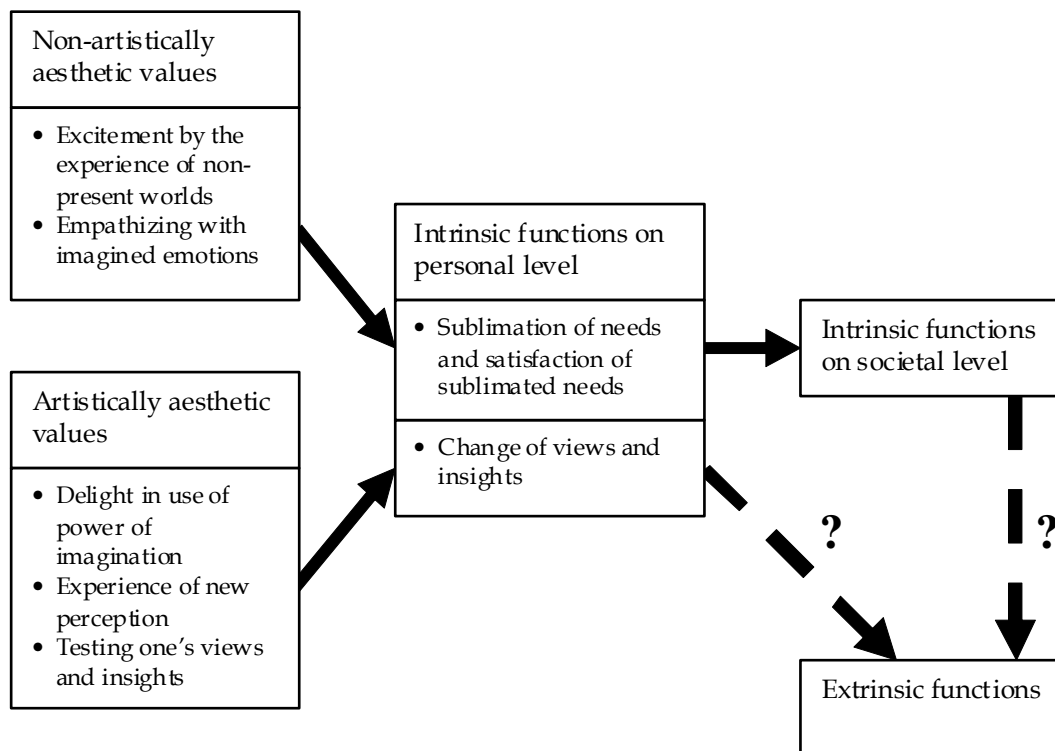 Non-artistically
aesthetic values
• Excitement by the
experience of non-
present worlds
• Empathizing with
imagined emotions
Artistically aesthetic
values
• Delight in use of
power of
imagination
• Experience of new
perception
• Testing one's views
and insights
Intrinsic functions on
personal level
• Sublimation of needs
and satisfaction of
sublimated needs
• Change of views and
insights
Intrinsic functions
on societal level
?
?
Extrinsic functions